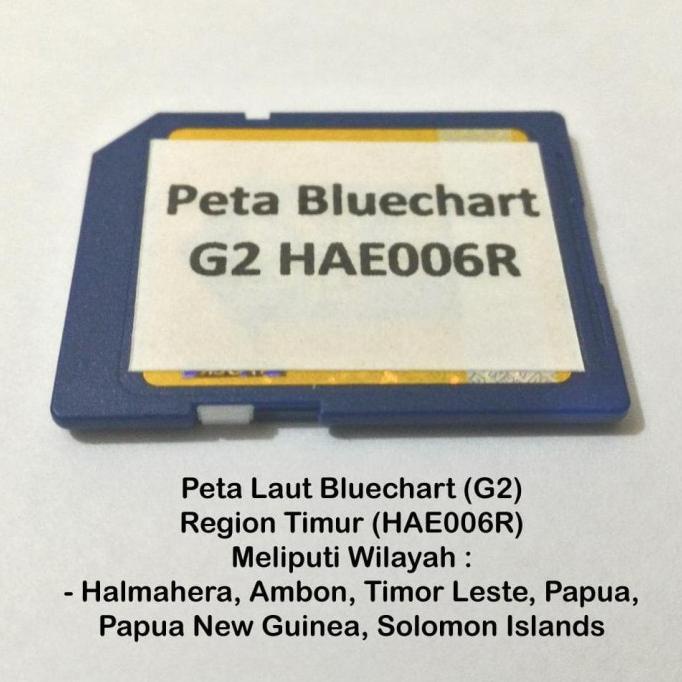 Peta Bluechart
G2 HAE006R
Peta Laut Bluechart (G2)
Region Timur (HAE006R)
Meliputi Wilayah :
- Halmahera, Ambon, Timor Leste, Papua,
Papua New Guinea, Solomon Islands